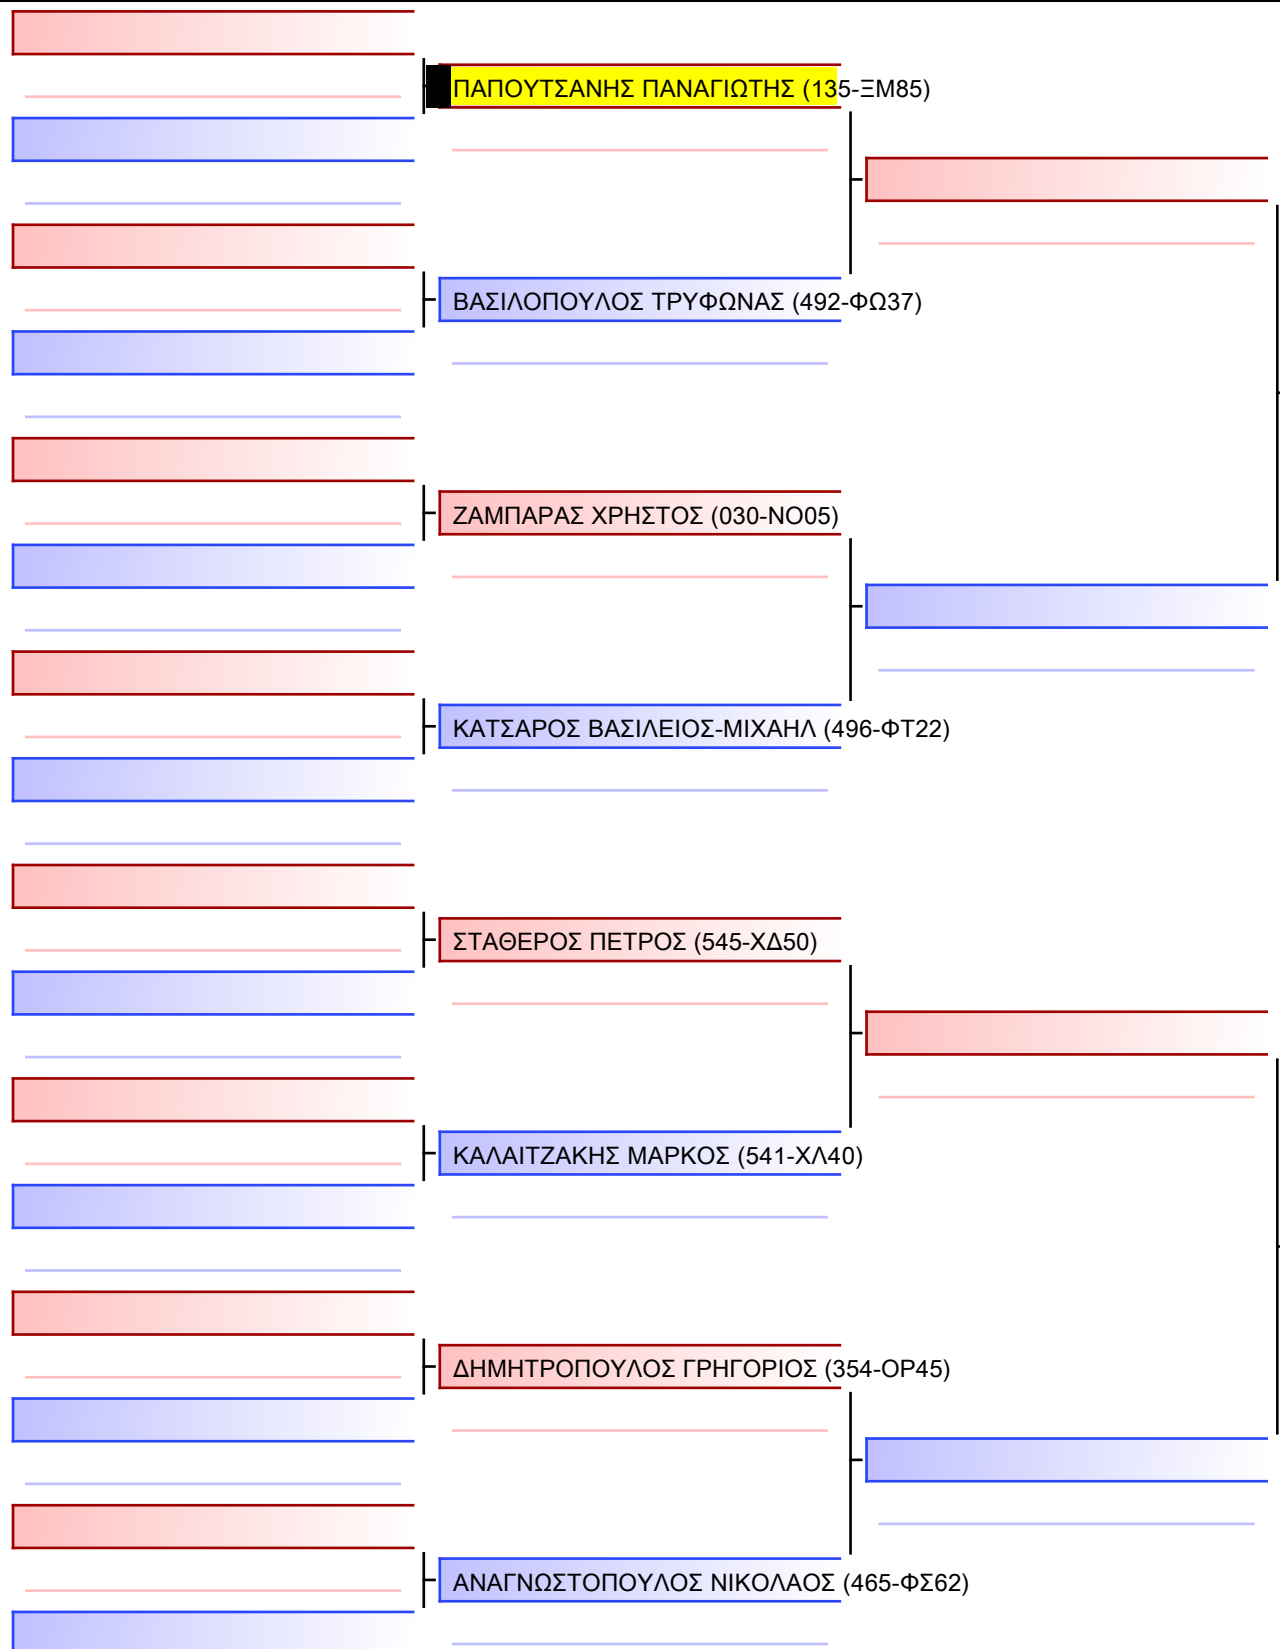 ΠΑΠΟΥΤΣΑΝΗΣ ΠΑΝΑΓΙΩΤΗΣ (135-ΞΜ85)
ΒΑΣΙΛΟΠΟΥΛΟΣ ΤΡΥΦΩΝΑΣ (492-ΦΩ37)
ΖΑΜΠΑΡΑΣ ΧΡΗΣΤΟΣ (030-ΝΟ05)
ΚΑΤΣΑΡΟΣ ΒΑΣΙΛΕΙΟΣ-ΜΙΧΑΗΛ (496-ΦΤ22)
ΣΤΑΘΕΡΟΣ ΠΕΤΡΟΣ (545-ΧΔ50)
ΚΑΛΑΙΤΖΑΚΗΣ ΜΑΡΚΟΣ (541-ΧΛ40)
ΔΗΜΗΤΡΟΠΟΥΛΟΣ ΓΡΗΓΟΡΙΟΣ (354-ΟΡ45)
ΑΝΑΓΝΩΣΤΟΠΟΥΛΟΣ ΝΙΚΟΛΑΟΣ (465-ΦΣ62)